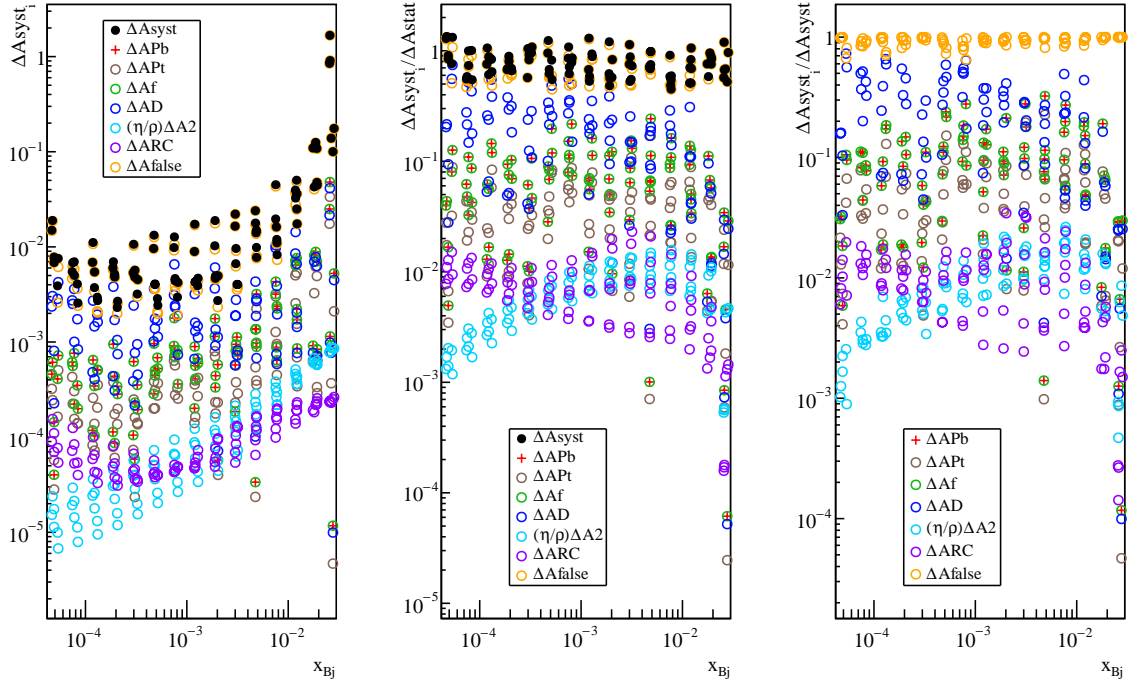 ΔAsyst_i
1
10⁻¹
10⁻²
10⁻³
10⁻⁴
10⁻⁵
ΔAsyst
ΔAPb
ΔAPt
ΔAf
ΔAD
(η/ρ)ΔA2
ΔARC
ΔAfalse
10⁻⁴ 10⁻³ 10⁻²
x_Bj
ΔAsyst_i/ΔAstat
1
10⁻¹
10⁻²
10⁻³
10⁻⁴
10⁻⁵
ΔAsyst
ΔAPb
ΔAPt
ΔAf
ΔAD
(η/ρ)ΔA2
ΔARC
ΔAfalse
10⁻⁴ 10⁻³ 10⁻²
x_Bj
ΔAsyst_i/ΔAsyst
1
10⁻¹
10⁻²
10⁻³
10⁻⁴
ΔAPb
ΔAPt
ΔAf
ΔAD
(η/ρ)ΔA2
ΔARC
ΔAfalse
10⁻⁴ 10⁻³ 10⁻²
x_Bj